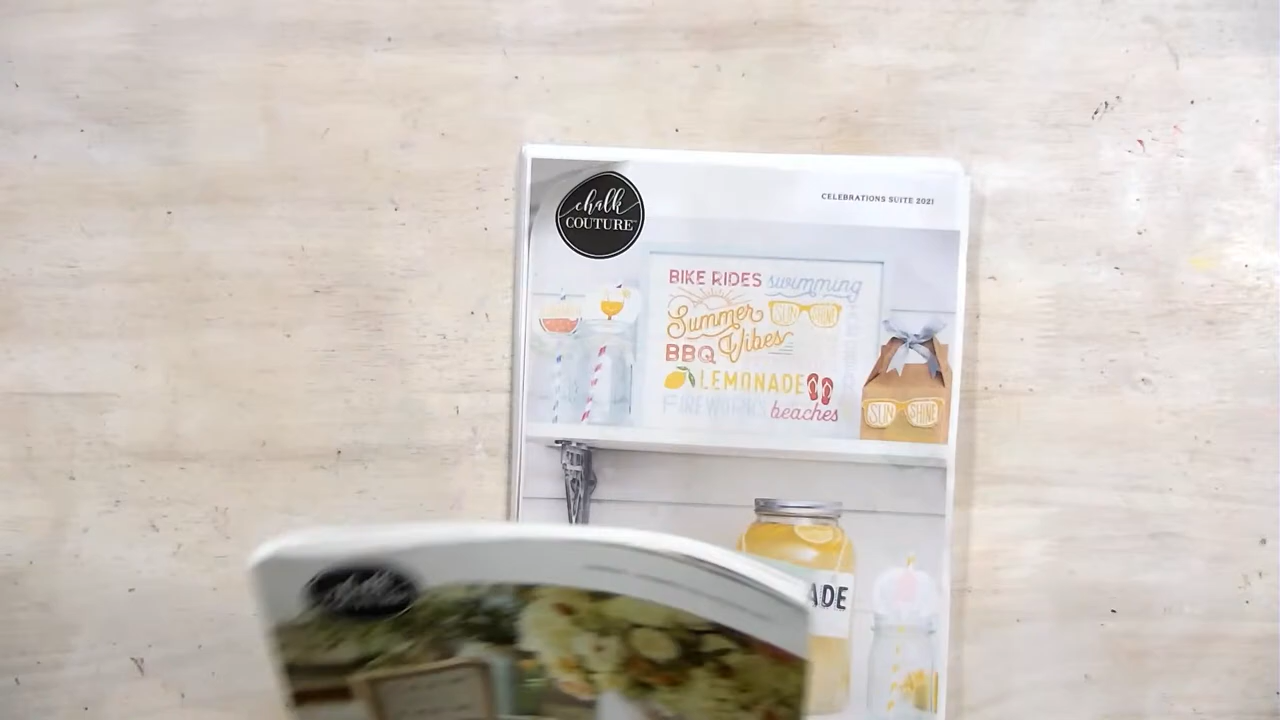 chalk
COUTURE
CELEBRATIONS SUITE 2021
BIKE RIDES swimming
Summer Vibes
SUN SHINE
BBQ
LEMONADE
FIREWORKS beaches
SUN SHINE
ADE